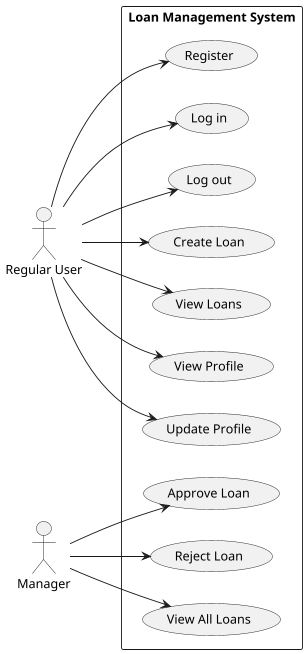 Loan Management System
Register
Log in
Log out
Create Loan
View Loans
View Profile
Update Profile
Regular User
Approve Loan
Reject Loan
View All Loans
Manager